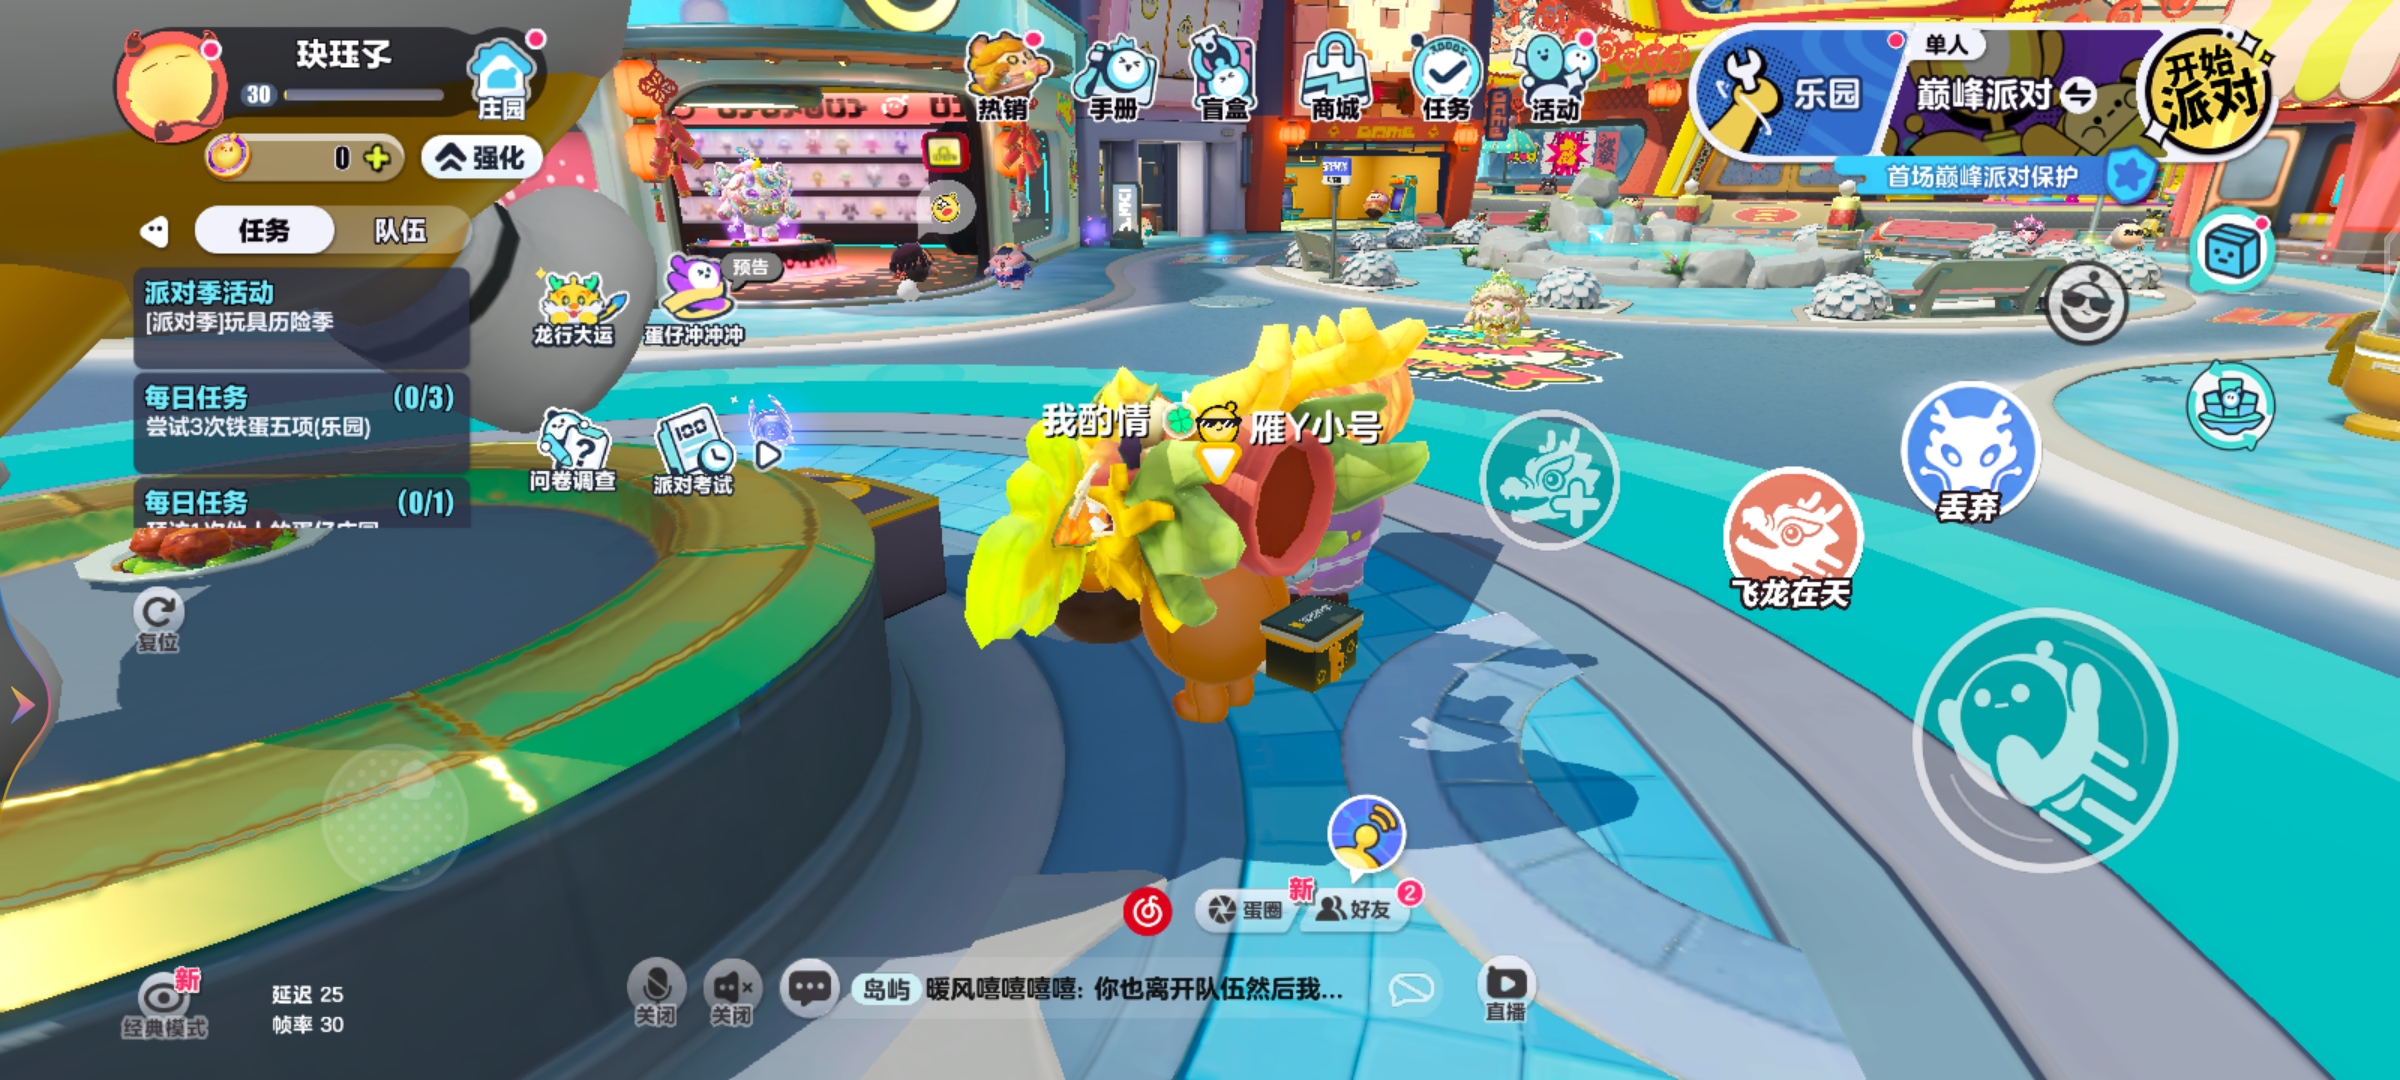 玦珏孓
30
庄园
0
强化
任务
队伍
派对季活动
[派对季]玩具历险季
每日任务 (0/3)
尝试3次铁蛋五项(乐园)
每日任务 (0/1)
复位
龙行大运
预告
蛋仔冲冲冲
问卷调查
100
派对考试
热销
手册
盲盒
商城
任务
活动
乐园
单人
巅峰派对
开始
派对
首场巅峰派对保护
GAME
我酌情
雁Y小号
丢弃
飞龙在天
新
蛋圈
好友
2
新
经典模式
延迟 25
帧率 30
关闭
关闭
岛屿
暖风嘻嘻嘻嘻: 你也离开队伍然后我...
直播